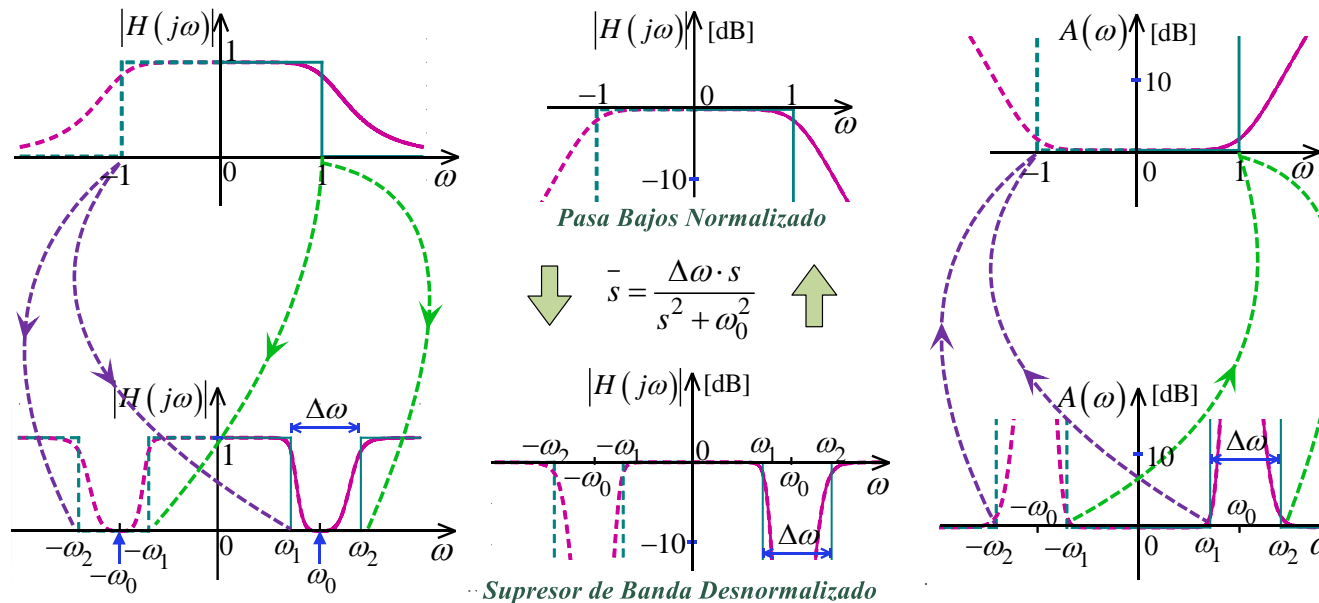 |H(jω)|
1
−1
0
1
ω
|H(jω)| [dB]
−1
0
1
ω
−10
Pasa Bajos Normalizado
A(ω) [dB]
10
−1
0
1
ω
s̄ = Δω·s / (s² + ω₀²)
|H(jω)|
Δω
1
−ω₂
−ω₀
−ω₁
0
ω₁
ω₀
ω₂
ω
|H(jω)| [dB]
−ω₂
−ω₀
−ω₁
0
ω₁
ω₀
ω₂
ω
−10
Δω
Supresor de Banda Desnormalizado
A(ω) [dB]
10
Δω
−ω₀
ω₀
−ω₂
−ω₁
0
ω₁
ω₂